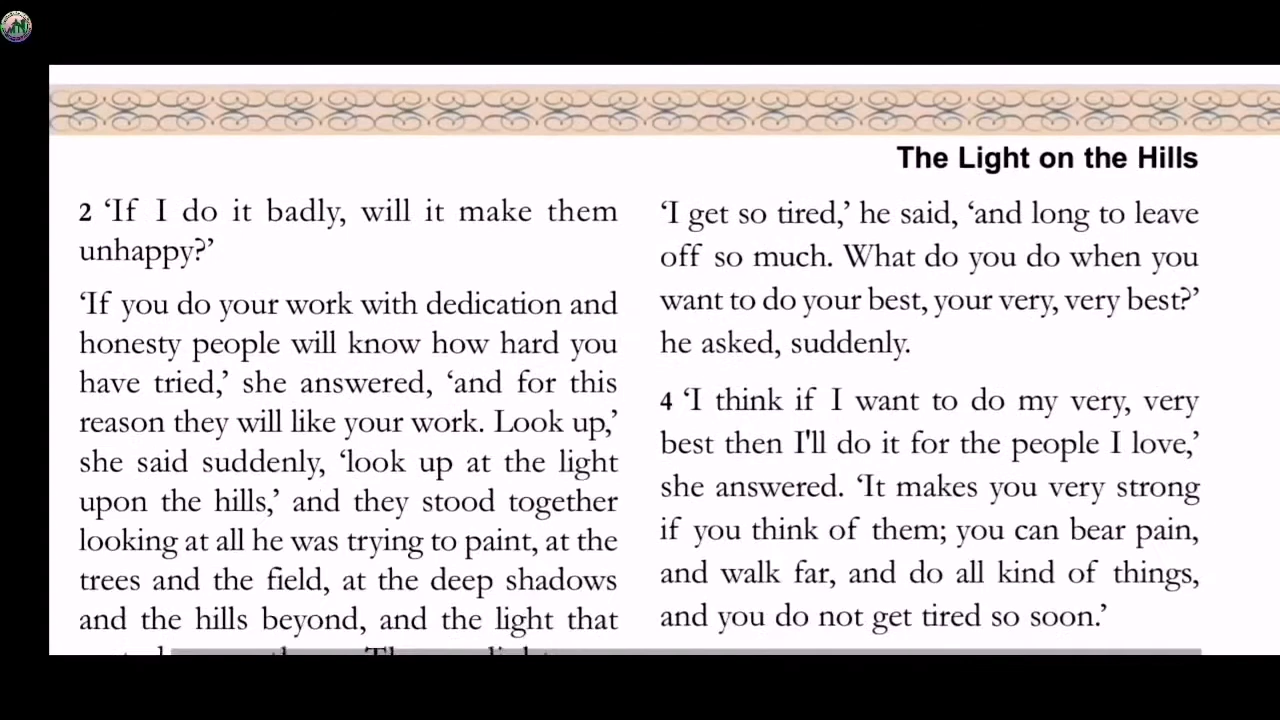 The Light on the Hills
2 ‘If I do it badly, will it make them
unhappy?’
‘If you do your work with dedication and
honesty people will know how hard you
have tried,’ she answered, ‘and for this
reason they will like your work. Look up,’
she said suddenly, ‘look up at the light
upon the hills,’ and they stood together
looking at all he was trying to paint, at the
trees and the field, at the deep shadows
and the hills beyond, and the light that
‘I get so tired,’ he said, ‘and long to leave
off so much. What do you do when you
want to do your best, your very, very best?’
he asked, suddenly.
4 ‘I think if I want to do my very, very
best then I'll do it for the people I love,’
she answered. ‘It makes you very strong
if you think of them; you can bear pain,
and walk far, and do all kind of things,
and you do not get tired so soon.’